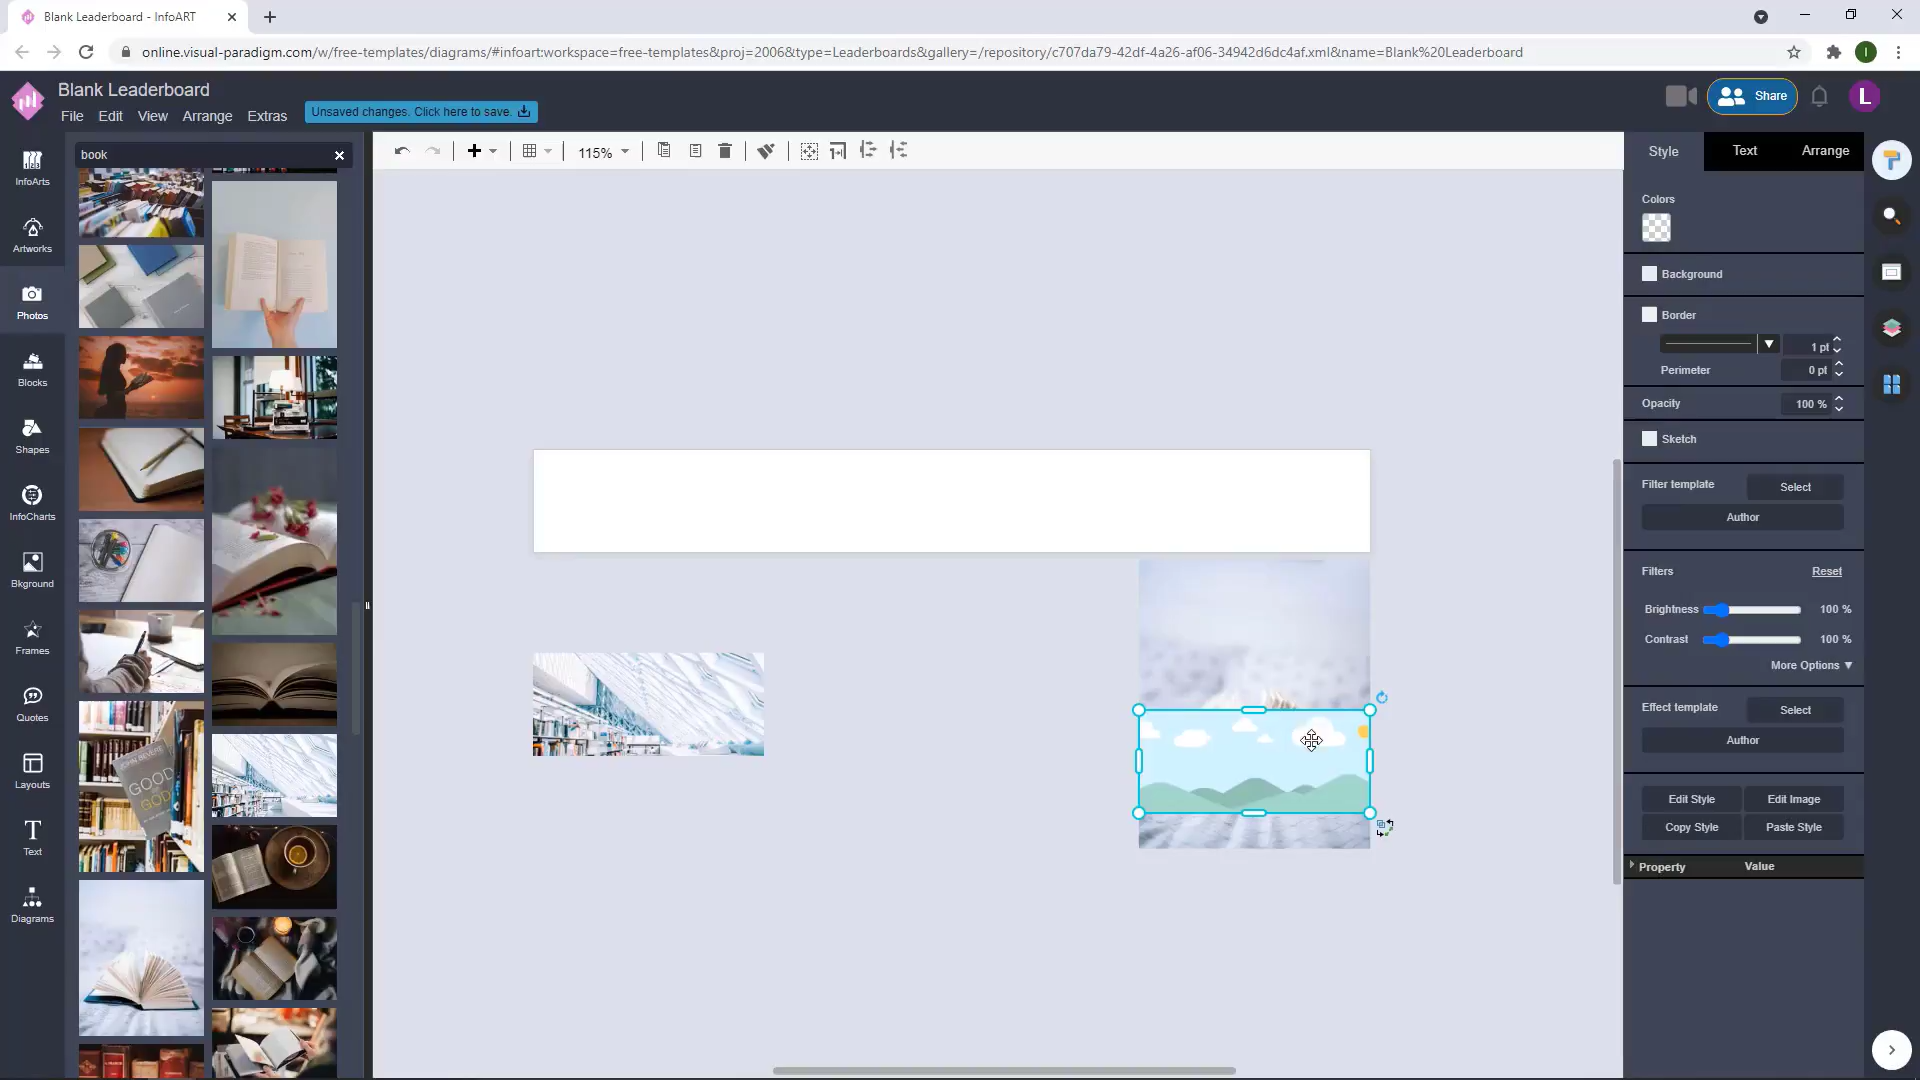 Blank Leaderboard - InfoART
online.visual-paradigm.com/w/free-templates/diagrams/#infoart:workspace=free-templates&proj=2006&type=Leaderboards&gallery=/repository/c707da79-42df-4a26-af06-34942d6dc4af.xml&name=Blank%20Leaderboard
I
Blank Leaderboard
File Edit View Arrange Extras
Unsaved changes. Click here to save.
Share
L
book
115%
InfoArts
Artworks
Photos
Blocks
Shapes
InfoCharts
Bkground
Frames
Quotes
Layouts
Text
Diagrams
JOHN BEVERE
GOOD
OR
GOD
Style Text Arrange
Colors
Background
Border
1 pt
Perimeter 0 pt
Opacity 100 %
Sketch
Filter template Select
Author
Filters Reset
Brightness 100 %
Contrast 100 %
More Options ▼
Effect template Select
Author
Edit Style Edit Image
Copy Style Paste Style
Property Value